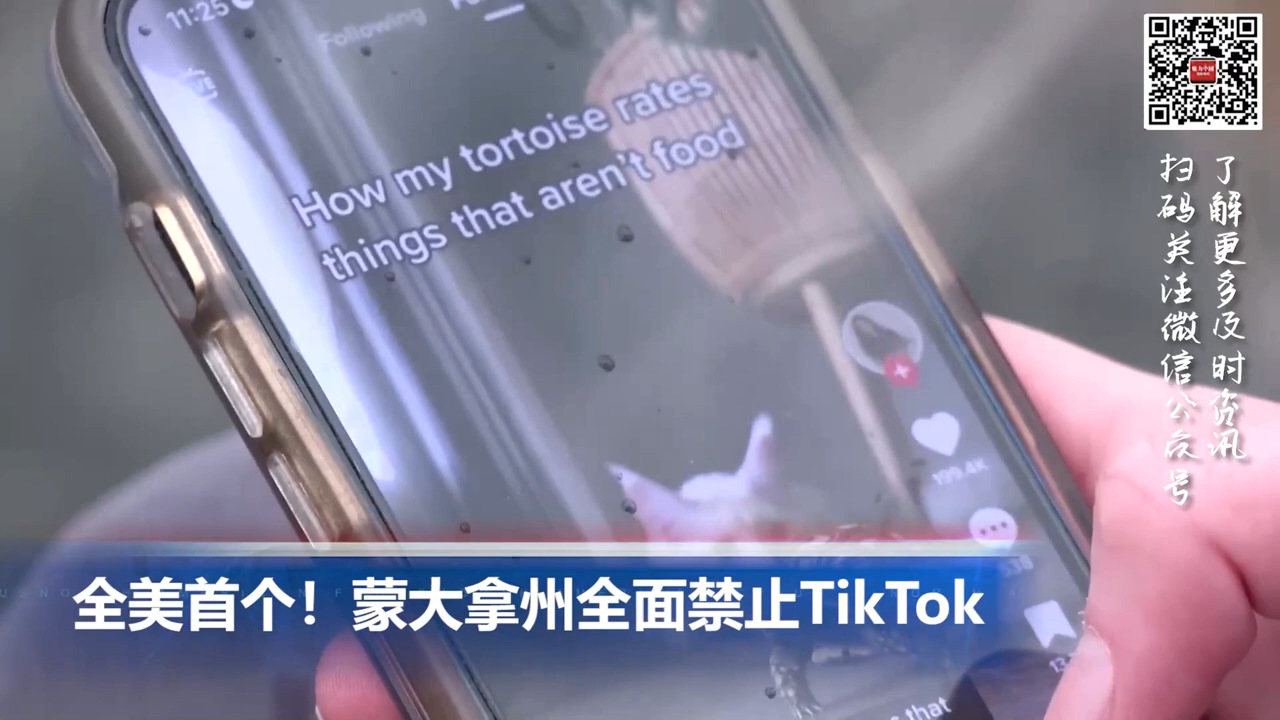 11:25
Following
LIVE
How my tortoise rates
things that aren't food
199.4K
了解更多及时资讯
扫码关注微信公众号
全美首个！蒙大拿州全面禁止TikTok
that